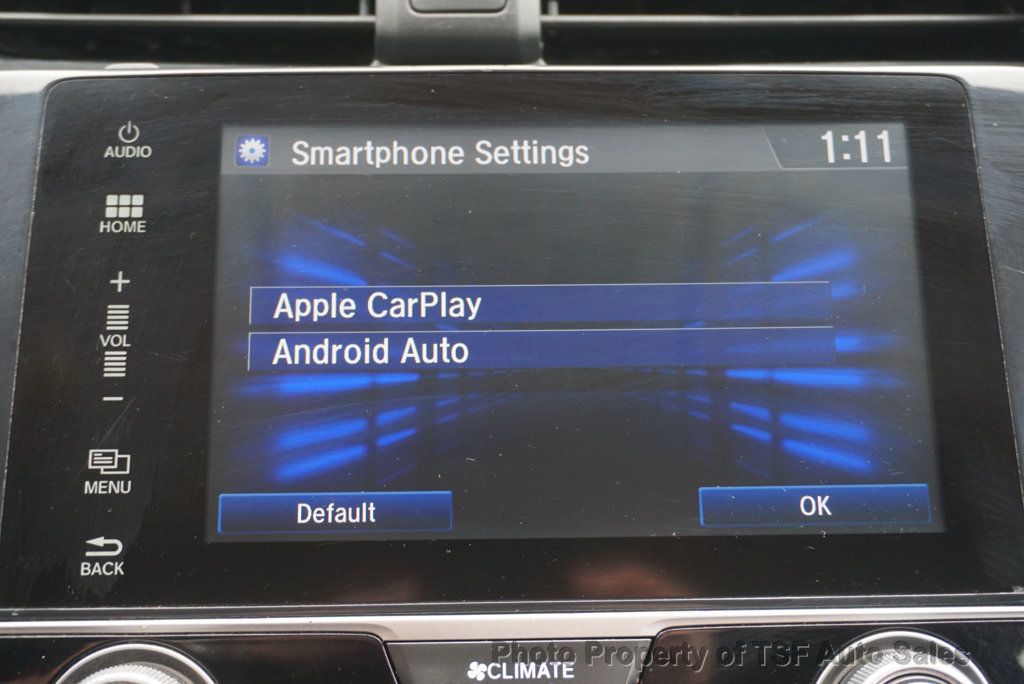 AUDIO
Smartphone Settings
1:11
HOME
+
VOL
−
Apple CarPlay
Android Auto
MENU
Default
OK
BACK
CLIMATE
Photo Property of TSF Auto Sales